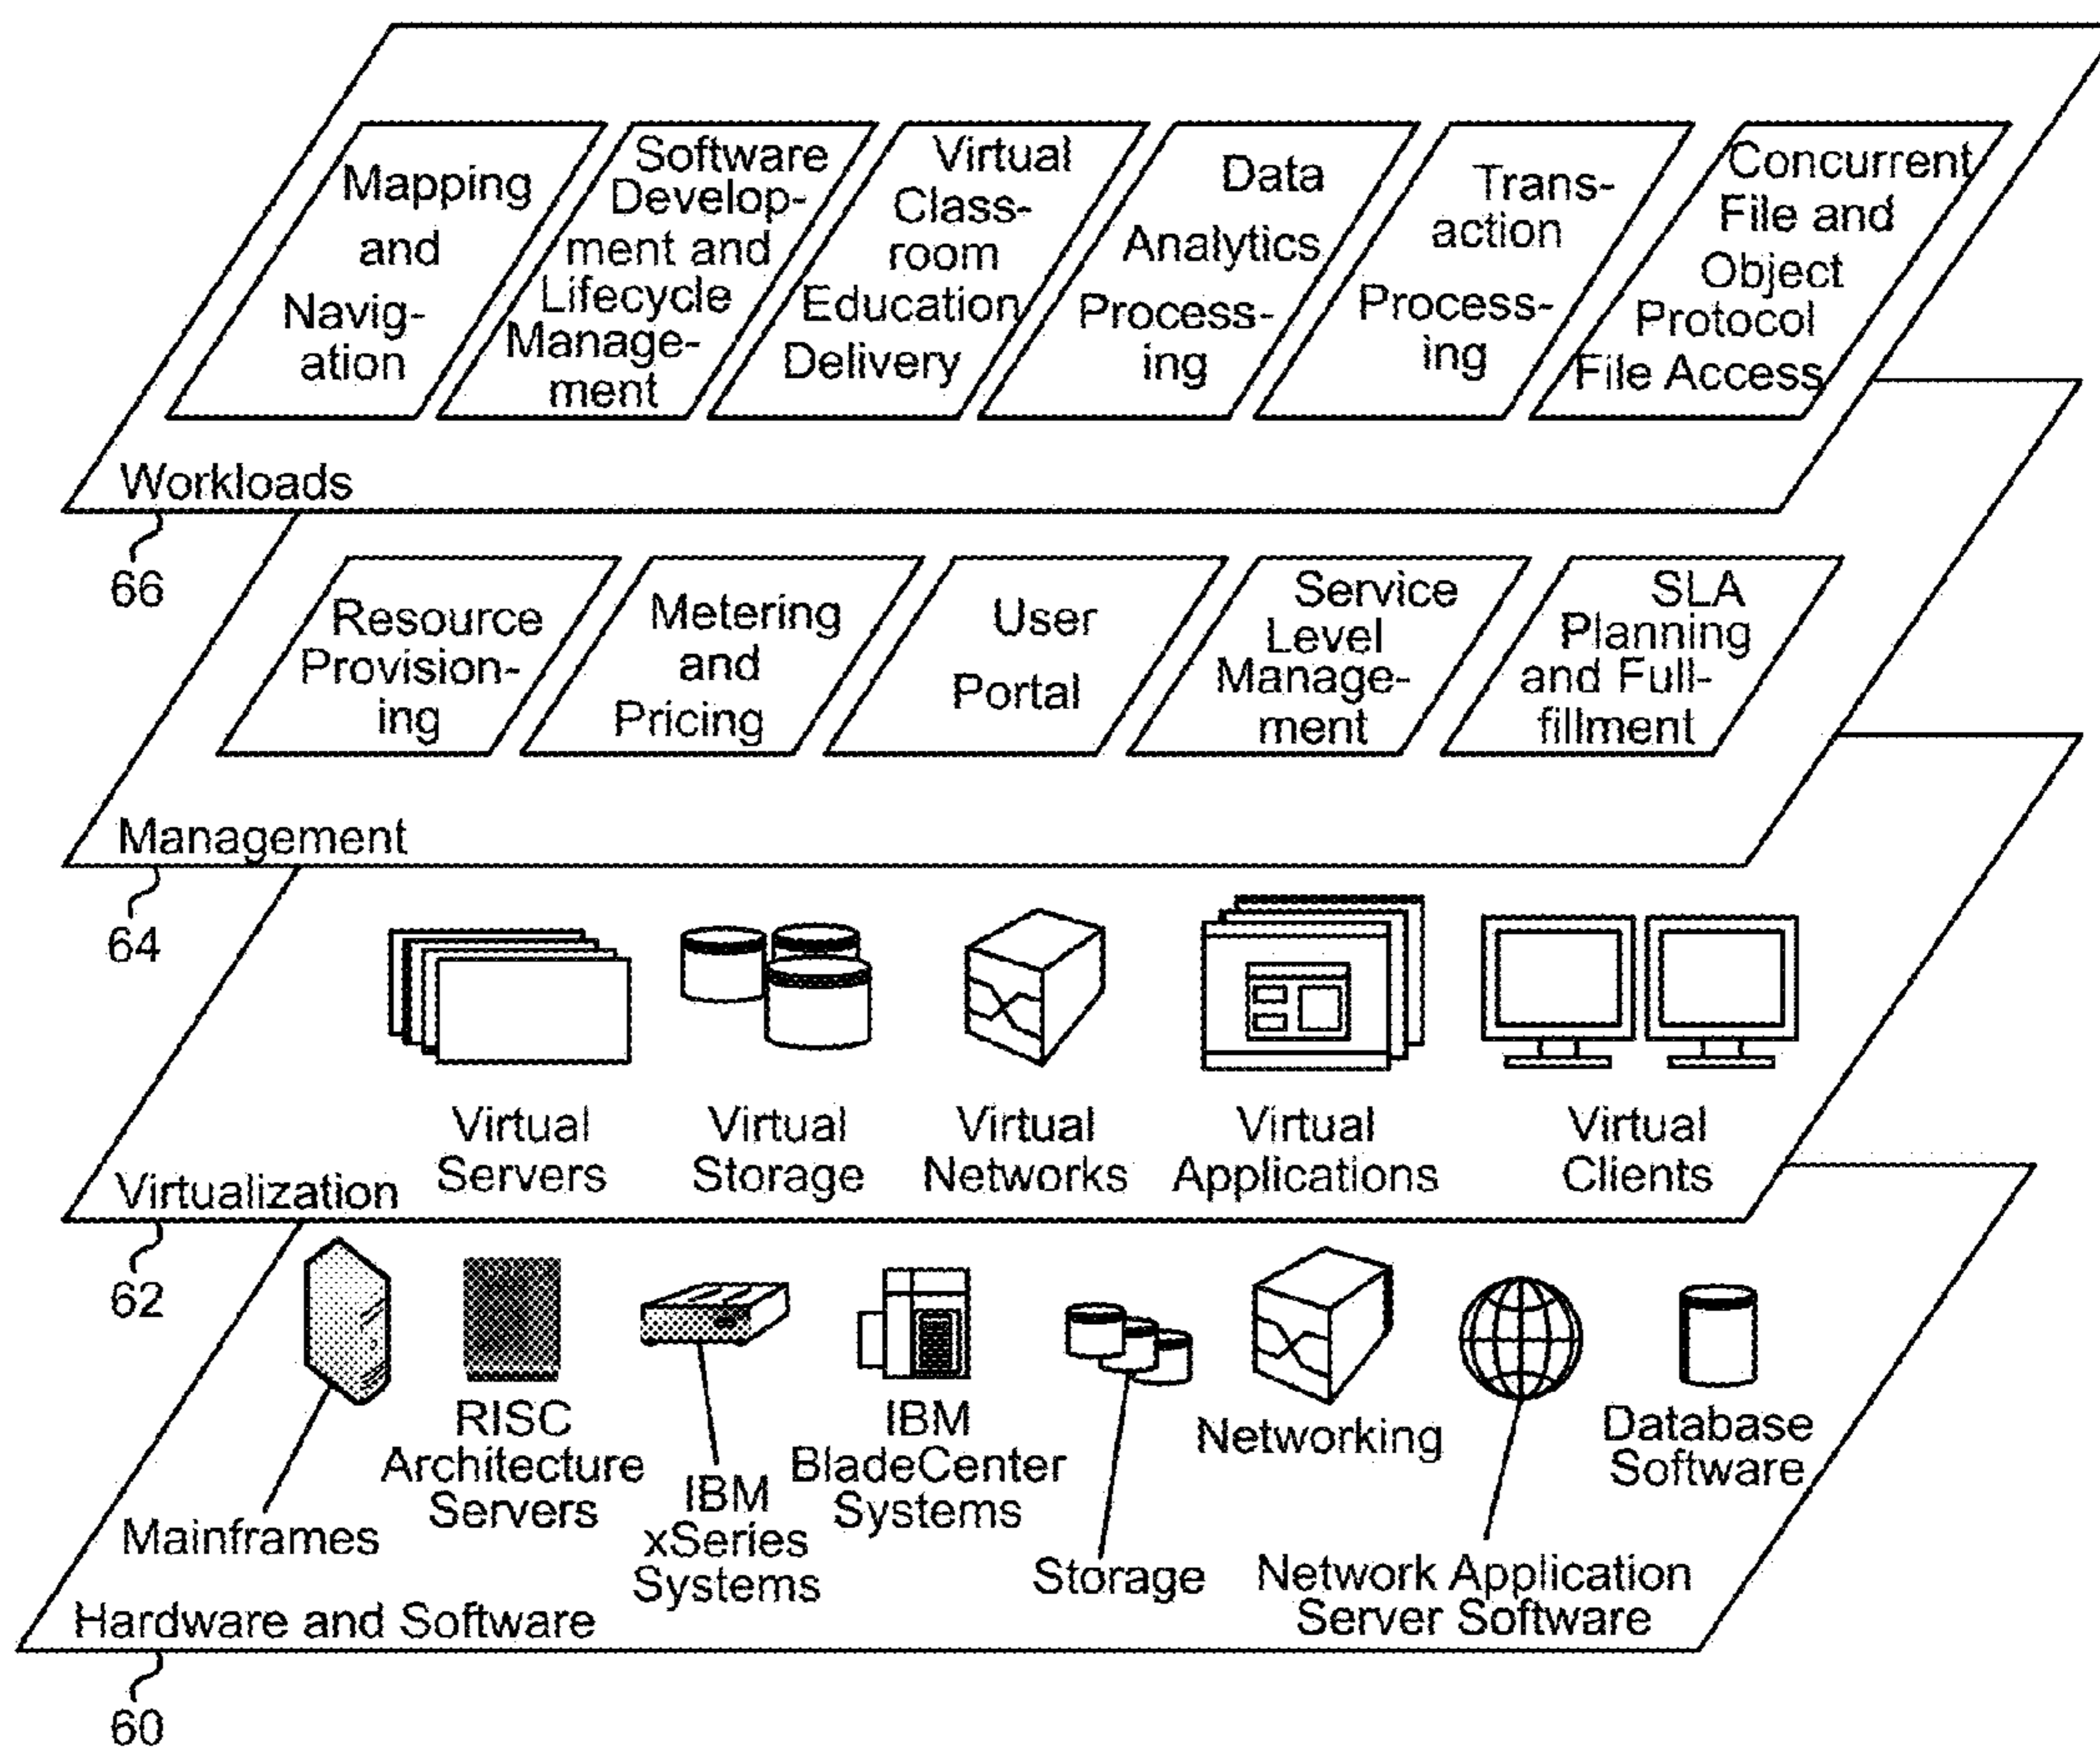 Mapping
and
Navig-
ation
Software
Develop-
ment and
Lifecycle
Manage-
ment
Virtual
Class-
room
Education
Delivery
Data
Analytics
Process-
ing
Trans-
action
Process-
ing
Concurrent
File and
Object
Protocol
File Access
Workloads
66
Resource
Provision-
ing
Metering
and
Pricing
User
Portal
Service
Level
Manage-
ment
SLA
Planning
and Full-
fillment
Management
64
Virtual
Servers
Virtual
Storage
Virtual
Networks
Virtual
Applications
Virtual
Clients
Virtualization
62
Mainframes
RISC
Architecture
Servers
IBM
xSeries
Systems
IBM
BladeCenter
Systems
Storage
Networking
Network Application
Server Software
Database
Software
Hardware and Software
60